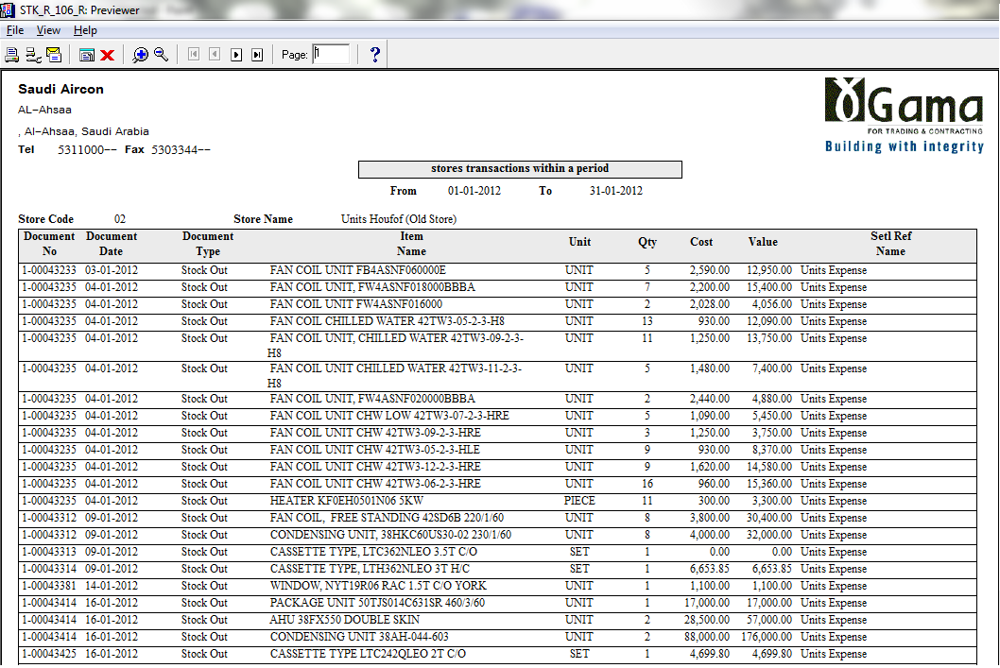 STK_R_106_R: Previewer
File View Help
Page: 1
Saudi Aircon
AL-Ahsaa
, Al-Ahsaa, Saudi Arabia
Tel 5311000-- Fax 5303344--
Gama
FOR TRADING & CONTRACTING
Building with integrity
stores transactions within a period
From 01-01-2012 To 31-01-2012
Store Code 02 Store Name Units Houfof (Old Store)
Document No Document Date Document Type Item Name Unit Qty Cost Value Setl Ref Name
1-00043233 03-01-2012 Stock Out FAN COIL UNIT FB4ASNF060000E UNIT 5 2,590.00 12,950.00 Units Expense
1-00043235 04-01-2012 Stock Out FAN COIL UNIT, FW4ASNF018000BBBA UNIT 7 2,200.00 15,400.00 Units Expense
1-00043235 04-01-2012 Stock Out FAN COIL UNIT FW4ASNF016000 UNIT 2 2,028.00 4,056.00 Units Expense
1-00043235 04-01-2012 Stock Out FAN COIL CHILLED WATER 42TW3-05-2-3-H8 UNIT 13 930.00 12,090.00 Units Expense
1-00043235 04-01-2012 Stock Out FAN COIL UNIT, CHILLED WATER 42TW3-09-2-3- UNIT 11 1,250.00 13,750.00 Units Expense
H8
1-00043235 04-01-2012 Stock Out FAN COIL UNIT CHILLED WATER 42TW3-11-2-3- UNIT 5 1,480.00 7,400.00 Units Expense
H8
1-00043235 04-01-2012 Stock Out FAN COIL UNIT, FW4ASNF020000BBBA UNIT 2 2,440.00 4,880.00 Units Expense
1-00043235 04-01-2012 Stock Out FAN COIL UNIT CHW LOW 42TW3-07-2-3-HRE UNIT 5 1,090.00 5,450.00 Units Expense
1-00043235 04-01-2012 Stock Out FAN COIL UNIT CHW 42TW3-09-2-3-HRE UNIT 3 1,250.00 3,750.00 Units Expense
1-00043235 04-01-2012 Stock Out FAN COIL UNIT CHW 42TW3-05-2-3-HLE UNIT 9 930.00 8,370.00 Units Expense
1-00043235 04-01-2012 Stock Out FAN COIL UNIT CHW 42TW3-12-2-3-HRE UNIT 9 1,620.00 14,580.00 Units Expense
1-00043235 04-01-2012 Stock Out FAN COIL UNIT CHW 42TW3-06-2-3-HRE UNIT 16 960.00 15,360.00 Units Expense
1-00043235 04-01-2012 Stock Out HEATER KF0EH0501N06 5KW PIECE 11 300.00 3,300.00 Units Expense
1-00043312 09-01-2012 Stock Out FAN COIL, FREE STANDING 42SD6B 220/1/60 UNIT 8 3,800.00 30,400.00 Units Expense
1-00043312 09-01-2012 Stock Out CONDENSING UNIT, 38HKC60US30-02 230/1/60 UNIT 8 4,000.00 32,000.00 Units Expense
1-00043313 09-01-2012 Stock Out CASSETTE TYPE, LTC362NLEO 3.5T C/O SET 1 0.00 0.00 Units Expense
1-00043314 09-01-2012 Stock Out CASSETTE TYPE, LTH362NLEO 3T H/C SET 1 6,653.85 6,653.85 Units Expense
1-00043381 14-01-2012 Stock Out WINDOW, NYT19R06 RAC 1.5T C/O YORK UNIT 1 1,100.00 1,100.00 Units Expense
1-00043414 16-01-2012 Stock Out PACKAGE UNIT 50TJS014C631SR 460/3/60 UNIT 1 17,000.00 17,000.00 Units Expense
1-00043414 16-01-2012 Stock Out AHU 38FX550 DOUBLE SKIN UNIT 2 28,500.00 57,000.00 Units Expense
1-00043414 16-01-2012 Stock Out CONDENSING UNIT 38AH-044-603 UNIT 2 88,000.00 176,000.00 Units Expense
1-00043425 16-01-2012 Stock Out CASSETTE TYPE LTC242QLEO 2T C/O SET 1 4,699.80 4,699.80 Units Expense